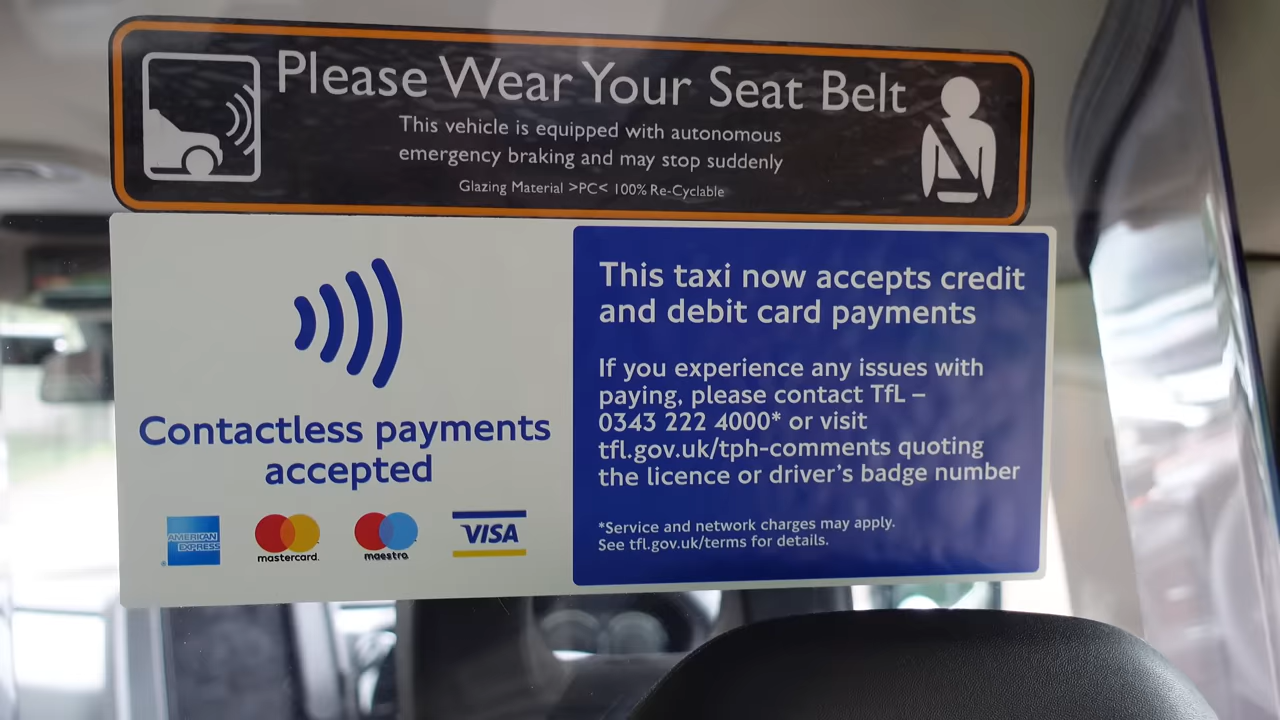 Please Wear Your Seat Belt
This vehicle is equipped with autonomous
emergency braking and may stop suddenly
Glazing Material >PC< 100% Re-Cyclable
Contactless payments
accepted
AMERICAN
EXPRESS
mastercard.
maestro
VISA
This taxi now accepts credit
and debit card payments
If you experience any issues with
paying, please contact TfL –
0343 222 4000* or visit
tfl.gov.uk/tph-comments quoting
the licence or driver's badge number
*Service and network charges may apply.
See tfl.gov.uk/terms for details.